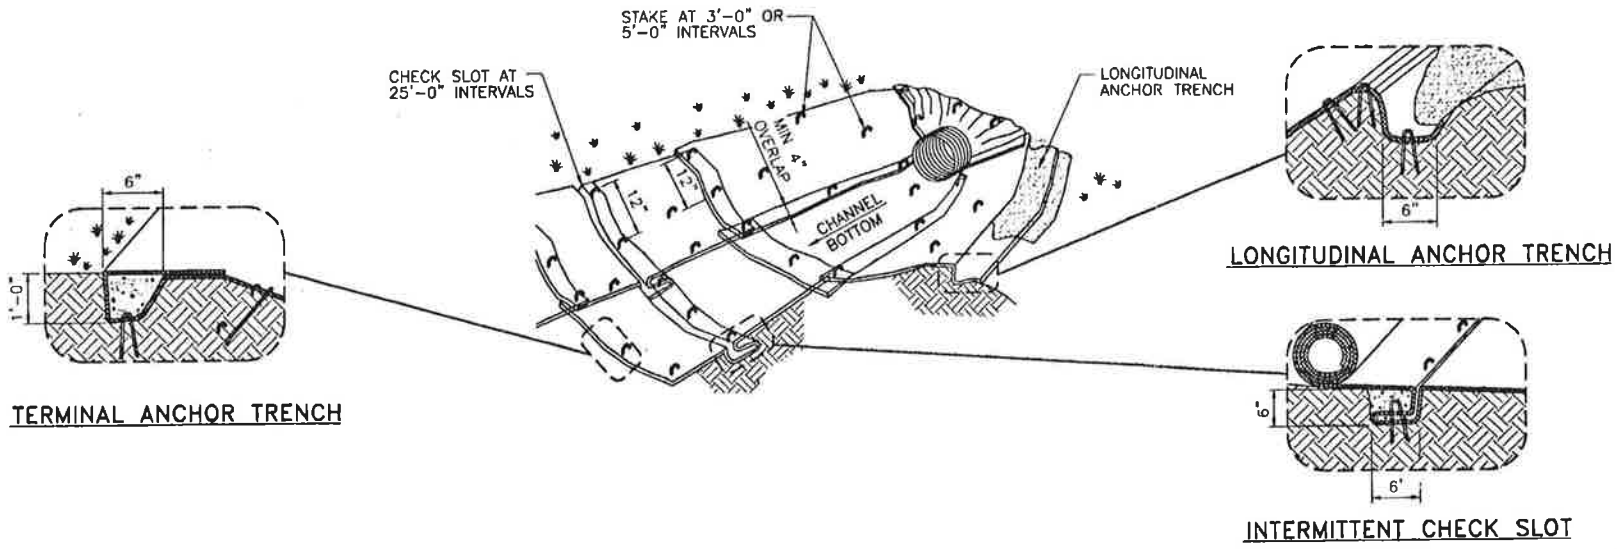 STAKE AT 3'-0" OR
5'-0" INTERVALS
CHECK SLOT AT
25'-0" INTERVALS
LONGITUDINAL
ANCHOR TRENCH
MIN 4"
OVERLAP
12"
12"
CHANNEL
BOTTOM
6"
1'-0"
TERMINAL ANCHOR TRENCH
6"
LONGITUDINAL ANCHOR TRENCH
6"
6'
INTERMITTENT CHECK SLOT